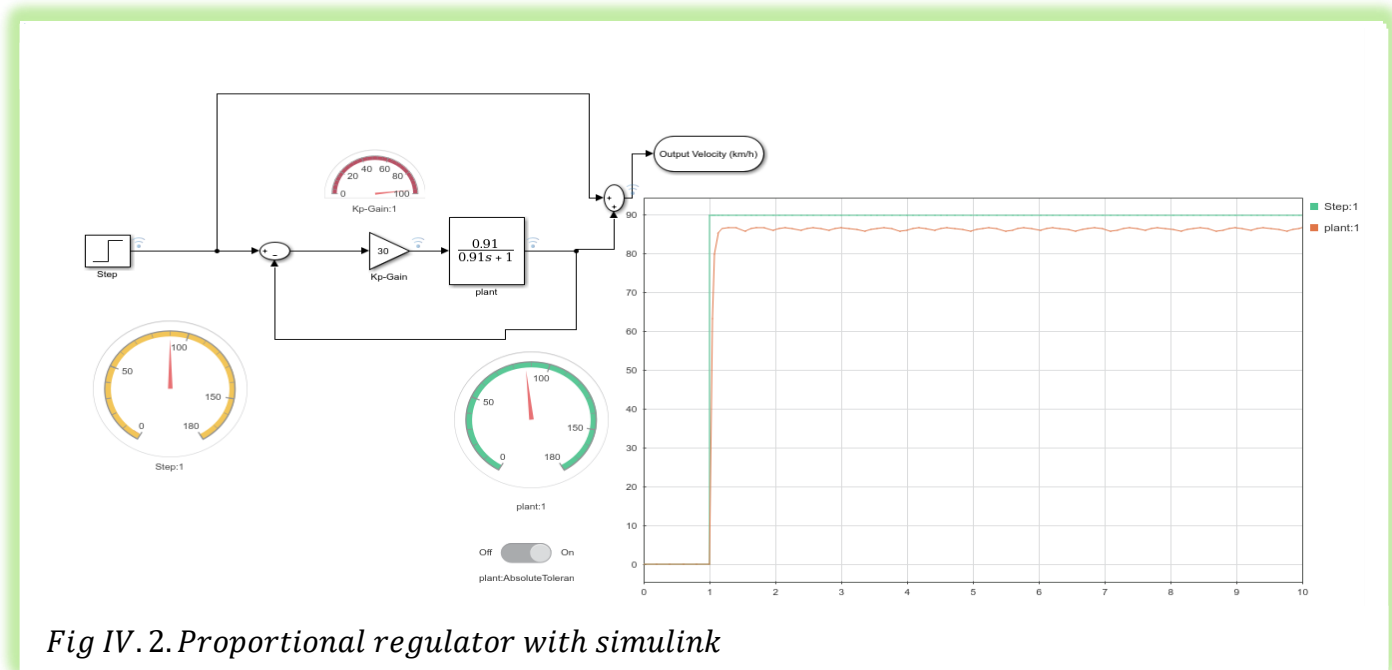 Output Velocity (km/h)
0 20 40 60 80 100
Kp-Gain:1
Step
+ −
30
Kp-Gain
0.91
0.91s + 1
plant
+
+
0 50 100 150 180
Step:1
0 50 100 150 180
plant:1
Off On
plant:AbsoluteToleran
Step:1
plant:1
90
80
70
60
50
40
30
20
10
0
0 1 2 3 4 5 6 7 8 9 10
Fig IV.2.Proportional regulator with simulink